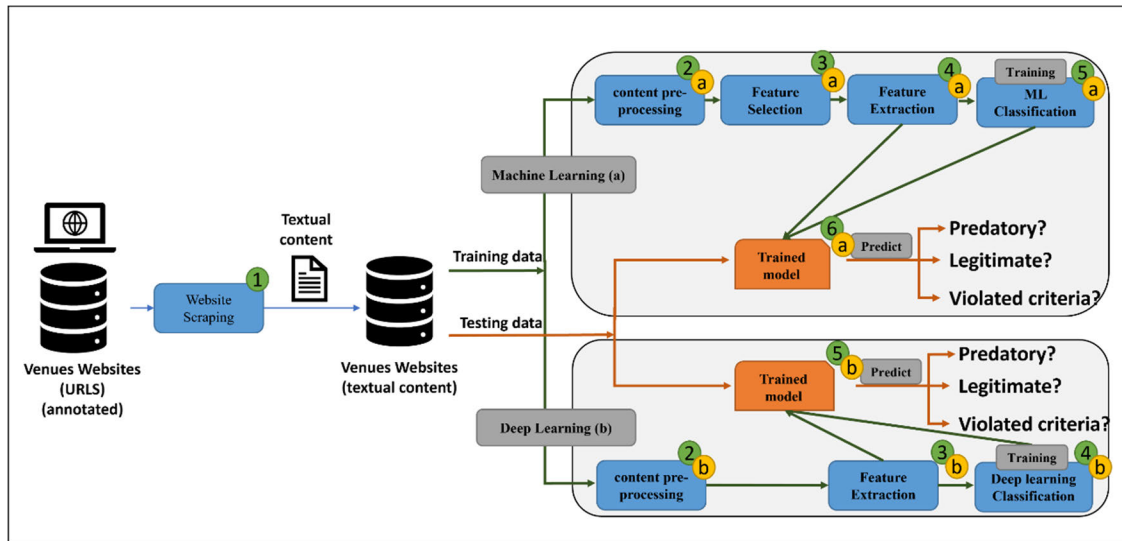 Venues Websites
(URLS)
(annotated)
1
Website
Scraping
Textual
content
Venues Websites
(textual content)
Training data
Testing data
Machine Learning (a)
Deep Learning (b)
2
a
content pre-
processing
3
a
Feature
Selection
4
a
Feature
Extraction
Training
5
a
ML
Classification
6
a
Trained
model
Predict
Predatory?
Legitimate?
Violated criteria?
5
b
Trained
model
Predict
Predatory?
Legitimate?
Violated criteria?
2
b
content pre-
processing
3
b
Feature
Extraction
Training
4
b
Deep learning
Classification